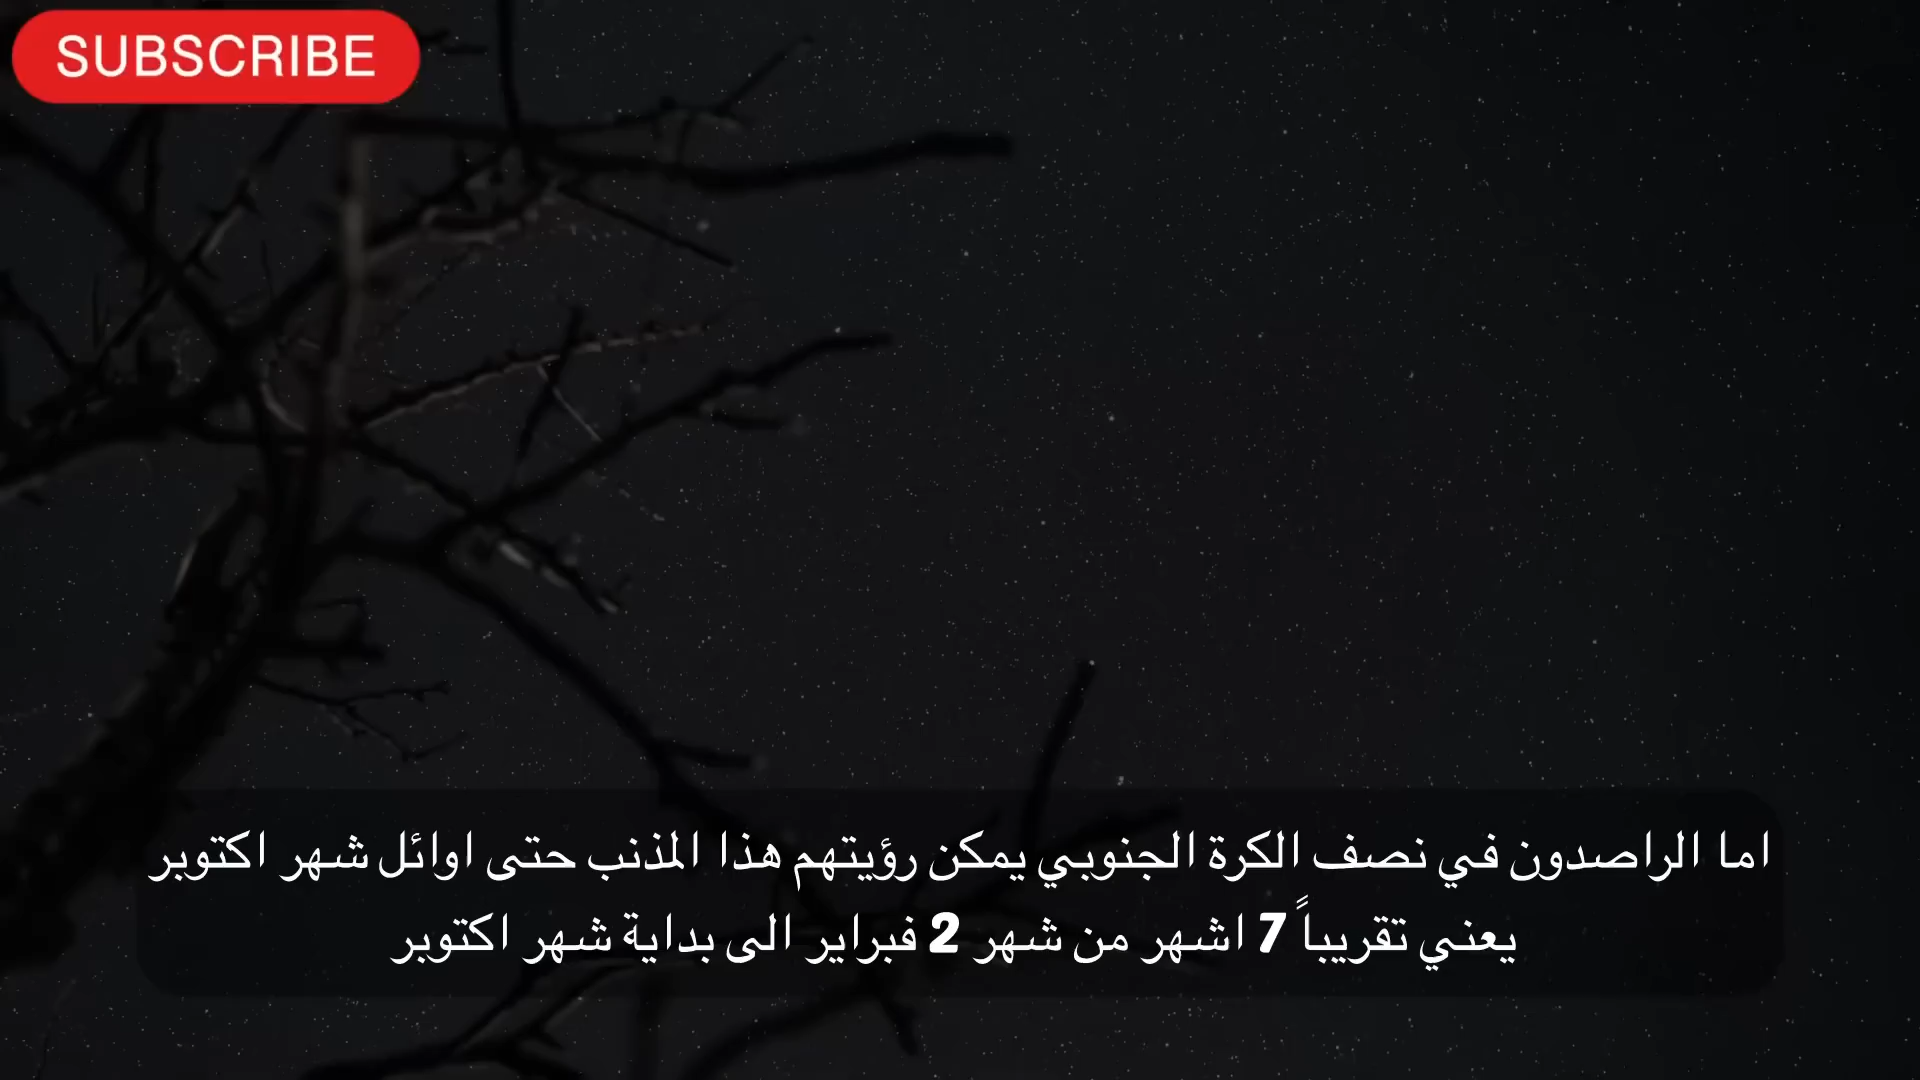 SUBSCRIBE
اما الراصدون في نصف الكرة الجنوبي يمكن رؤيتهم هذا المذنب حتى اوائل شهر اكتوبر
يعني تقريباً 7 اشهر من شهر 2 فبراير الى بداية شهر اكتوبر